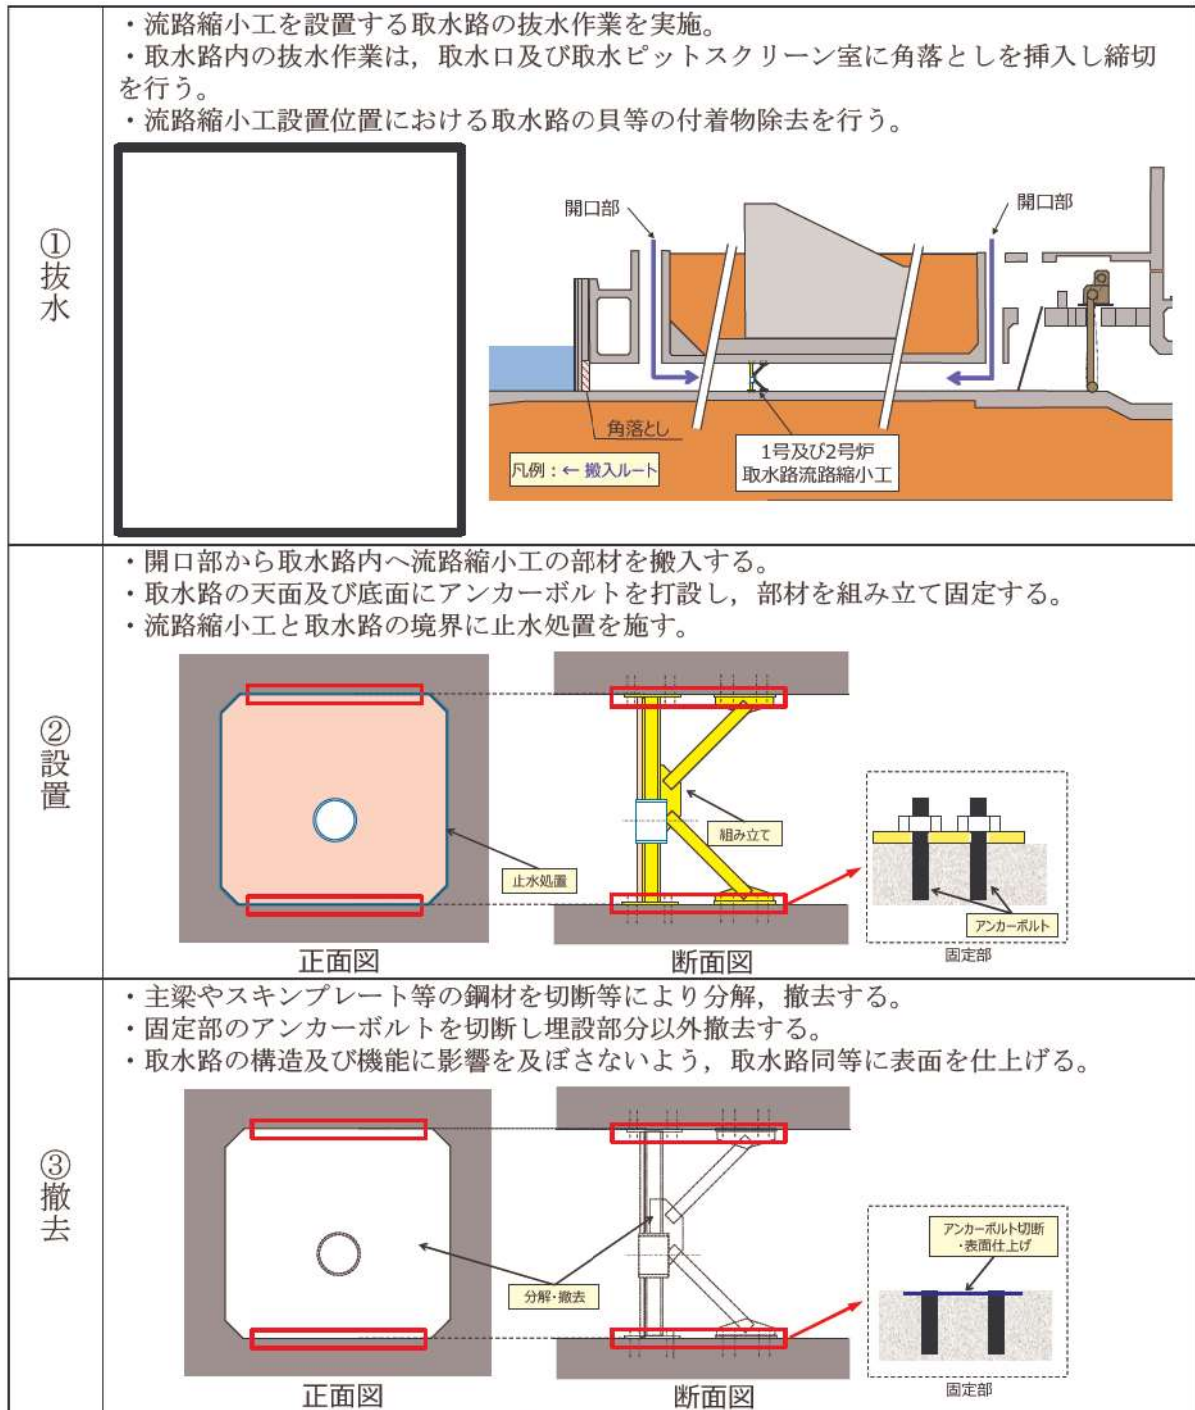 ①抜水
・流路縮小工を設置する取水路の抜水作業を実施。
・取水路内の抜水作業は，取水口及び取水ピットスクリーン室に角落としを挿入し締切
を行う。
・流路縮小工設置位置における取水路の貝等の付着物除去を行う。
開口部
開口部
角落とし
1号及び2号炉
取水路流路縮小工
凡例：← 搬入ルート
②設置
・開口部から取水路内へ流路縮小工の部材を搬入する。
・取水路の天面及び底面にアンカーボルトを打設し，部材を組み立て固定する。
・流路縮小工と取水路の境界に止水処置を施す。
止水処置
組み立て
アンカーボルト
固定部
正面図
断面図
③撤去
・主梁やスキンプレート等の鋼材を切断等により分解，撤去する。
・固定部のアンカーボルトを切断し埋設部分以外撤去する。
・取水路の構造及び機能に影響を及ぼさないよう，取水路同等に表面を仕上げる。
分解・撤去
アンカーボルト切断
・表面仕上げ
固定部
正面図
断面図